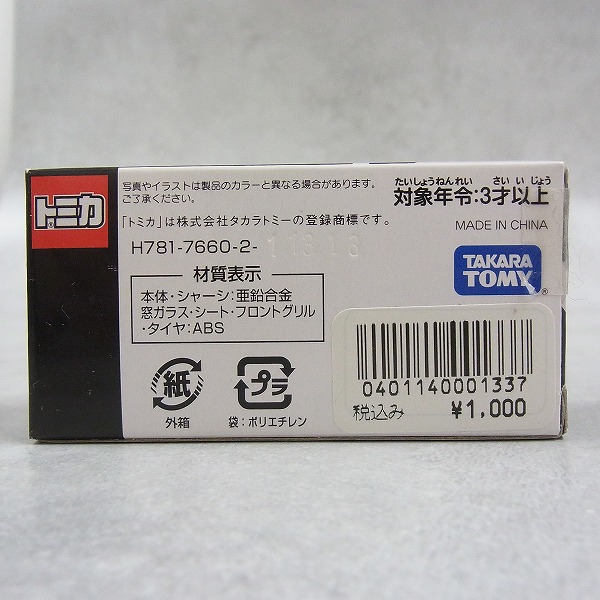 トミカ
®
写真やイラストは製品のカラーと異なる場合があります。
ご了承ください。
「トミカ」は株式会社タカラトミーの登録商標です。
H781-7660-2-
材質表示
本体・シャーシ:亜鉛合金
窓ガラス・シート・フロントグリル
・タイヤ:ABS
紙
外箱
プラ
袋:ポリエチレン
たいしょうねんれい さい いじょう
対象年令:3才以上
MADE IN CHINA
TAKARA
TOMY
®
0401140001337
税込み ¥1,000